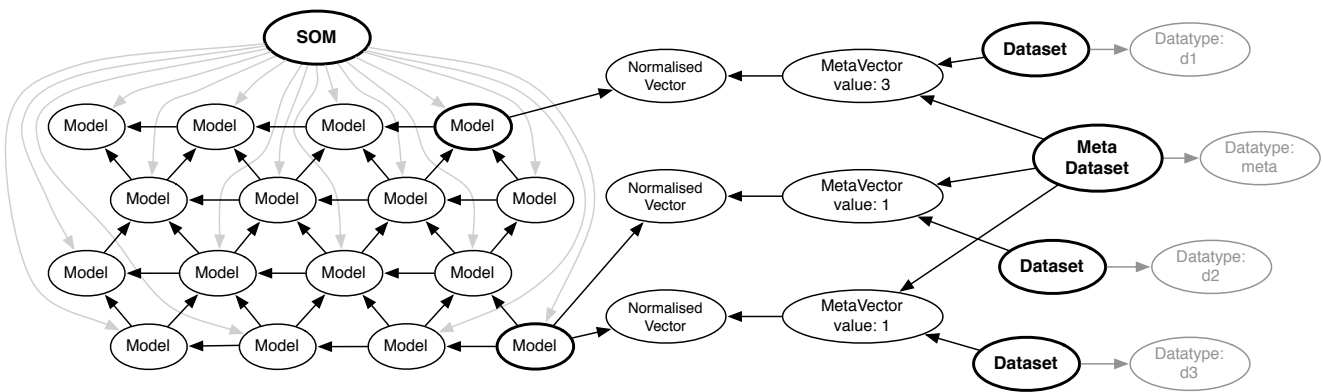 SOM
Dataset
Datatype:
d1
Normalised
Vector
MetaVector
value: 3
Model
Model
Model
Model
Meta
Dataset
Datatype:
meta
Model
Model
Model
Model
Normalised
Vector
MetaVector
value: 1
Model
Model
Model
Model
Dataset
Datatype:
d2
Normalised
Vector
MetaVector
value: 1
Model
Model
Model
Model
Dataset
Datatype:
d3